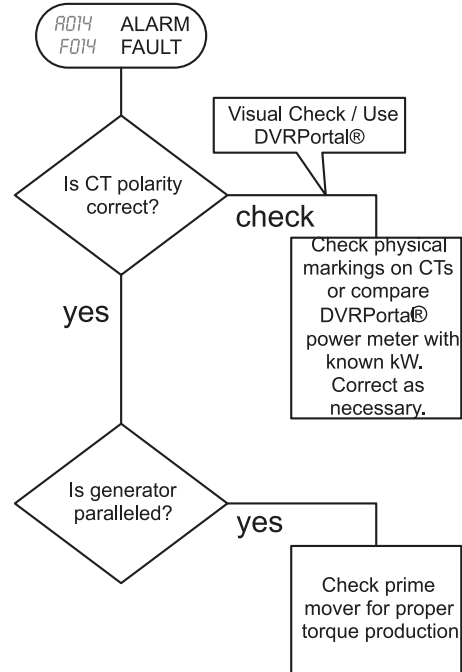 A014 ALARM
F014 FAULT
Visual Check / Use
DVRPortal®
Is CT polarity
correct?
check
Check physical
markings on CTs
or compare
DVRPortal®
power meter with
known kW.
Correct as
necessary.
yes
Is generator
paralleled?
yes
Check prime
mover for proper
torque production